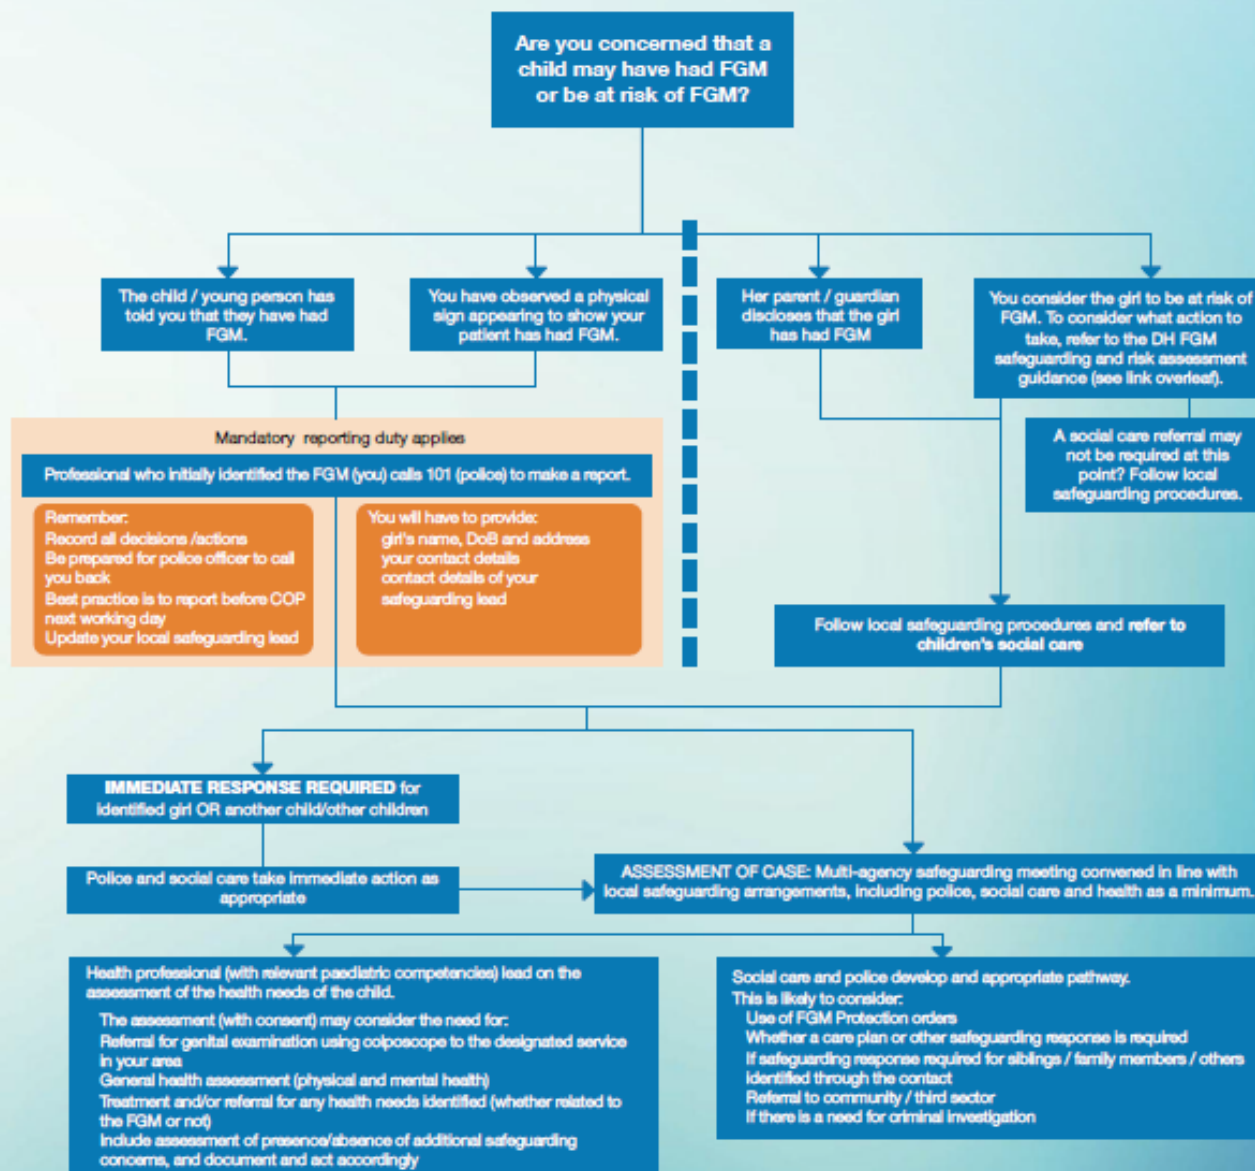 Are you concerned that a
child may have had FGM
or be at risk of FGM?
The child / young person has
told you that they have had
FGM.
You have observed a physical
sign appearing to show your
patient has had FGM.
Her parent / guardian
discloses that the girl
has had FGM
You consider the girl to be at risk of
FGM. To consider what action to
take, refer to the DH FGM
safeguarding and risk assessment
guidance (see link overleaf).
A social care referral may
not be required at this
point? Follow local
safeguarding procedures.
Mandatory reporting duty applies
Professional who initially identified the FGM (you) calls 101 (police) to make a report.
Remember:
Record all decisions /actions
Be prepared for police officer to call
you back
Best practice is to report before COP
next working day
Update your local safeguarding lead
You will have to provide:
girl's name, DoB and address
your contact details
contact details of your
safeguarding lead
Follow local safeguarding procedures and refer to
children's social care
IMMEDIATE RESPONSE REQUIRED for
identified girl OR another child/other children
Police and social care take immediate action as
appropriate
ASSESSMENT OF CASE: Multi-agency safeguarding meeting convened in line with
local safeguarding arrangements, including police, social care and health as a minimum.
Health professional (with relevant paediatric competencies) lead on the
assessment of the health needs of the child.
The assessment (with consent) may consider the need for:
Referral for genital examination using colposcope to the designated service
in your area
General health assessment (physical and mental health)
Treatment and/or referral for any health needs identified (whether related to
the FGM or not)
Include assessment of presence/absence of additional safeguarding
concerns, and document and act accordingly
Social care and police develop and appropriate pathway.
This is likely to consider:
Use of FGM Protection orders
Whether a care plan or other safeguarding response is required
If safeguarding response required for siblings / family members / others
identified through the contact
Referral to community / third sector
If there is a need for criminal investigation